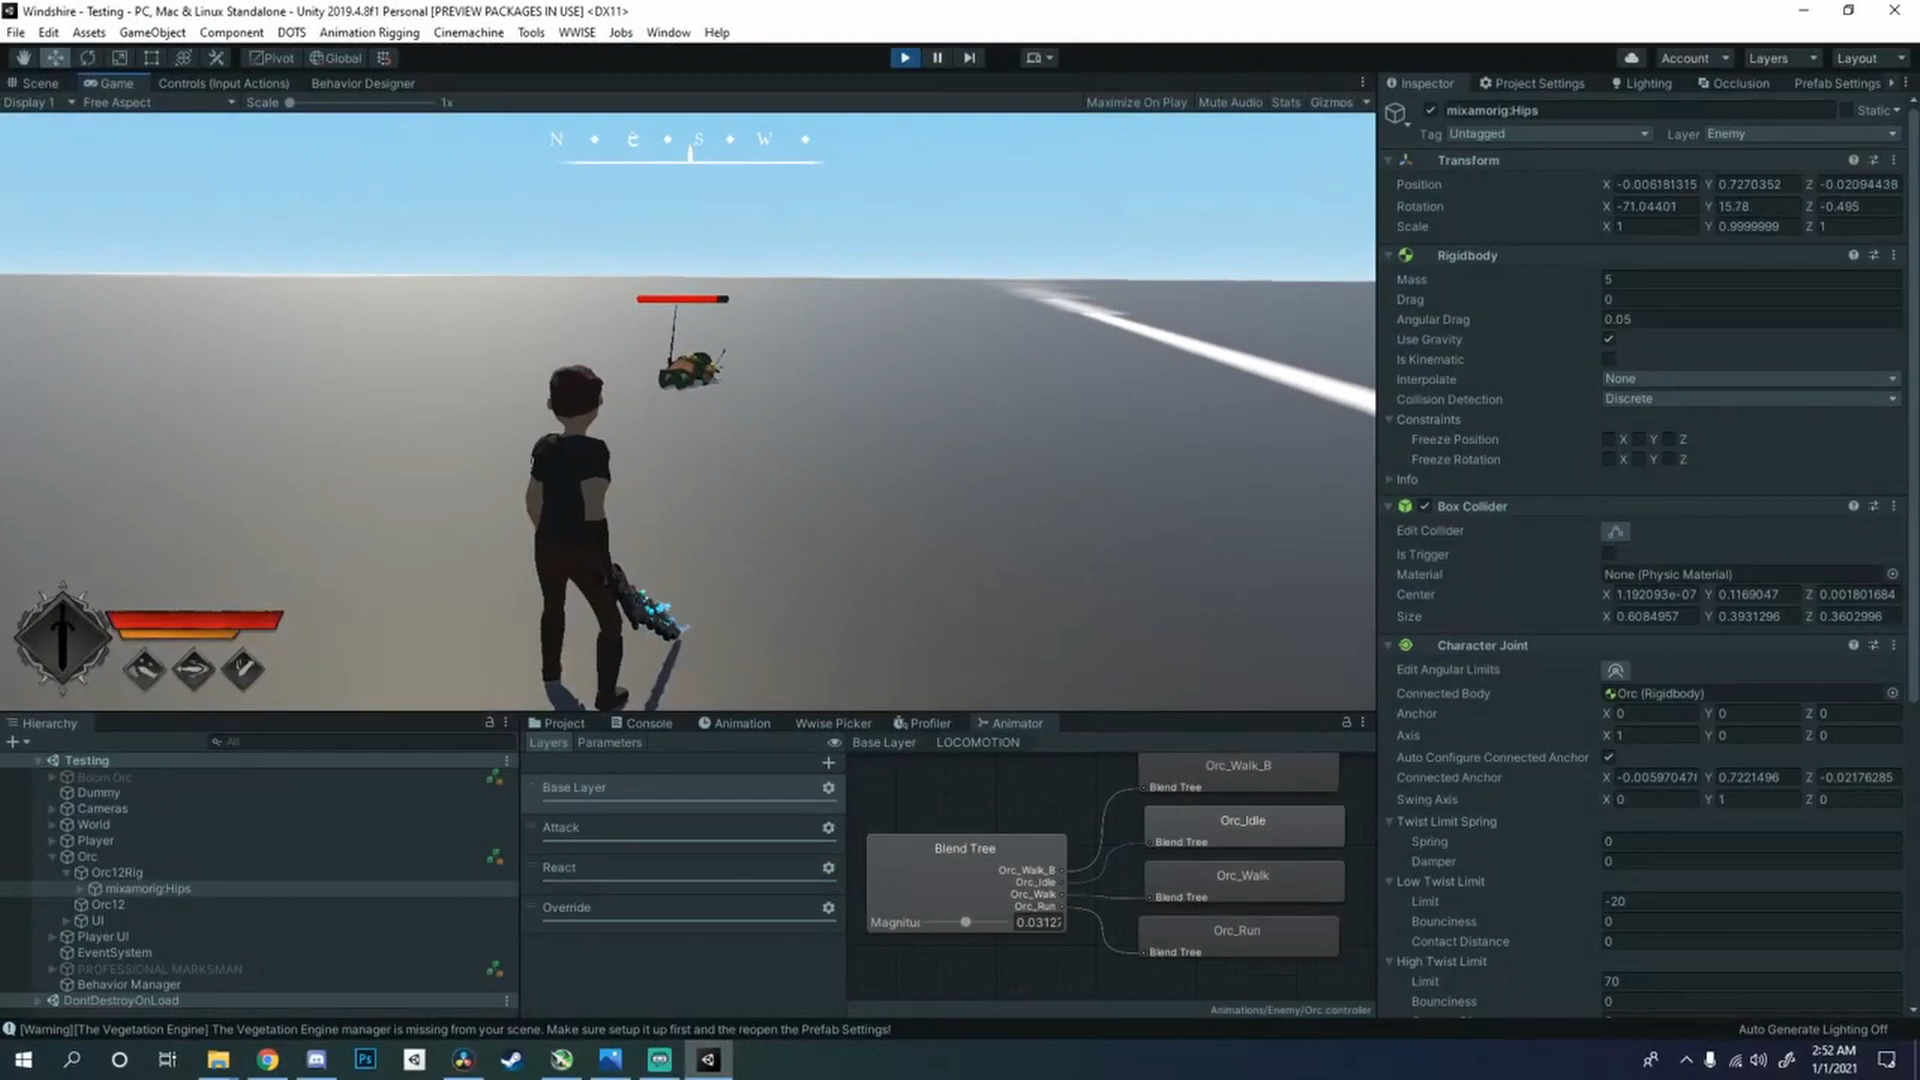 Windshire - Testing - PC, Mac & Linux Standalone - Unity 2019.4.8f1 Personal [PREVIEW PACKAGES IN USE] <DX11>
File Edit Assets GameObject Component DOTS Animation Rigging Cinemachine Tools WWISE Jobs Window Help
Pivot Global Account Layers Layout
Scene Game Controls (Input Actions) Behavior Designer
Display 1 Free Aspect Scale 1x Maximize On Play Mute Audio Stats Gizmos
N e S W
Inspector Project Settings Lighting Occlusion Prefab Settings
mixamorig:Hips Static
Tag Untagged Layer Enemy
Transform
Position X -0.006181315 Y 0.7270352 Z -0.02094438
Rotation X -71.04401 Y 15.78 Z -0.495
Scale X 1 Y 0.9999999 Z 1
Rigidbody
Mass 5
Drag 0
Angular Drag 0.05
Use Gravity
Is Kinematic
Interpolate None
Collision Detection Discrete
Constraints
Freeze Position X Y Z
Freeze Rotation X Y Z
Info
Box Collider
Edit Collider
Is Trigger
Material None (Physic Material)
Center X 1.192093e-07 Y 0.1169047 Z 0.001801684
Size X 0.6084957 Y 0.3931296 Z 0.3602996
Character Joint
Edit Angular Limits
Connected Body Orc (Rigidbody)
Anchor X 0 Y 0 Z 0
Axis X 1 Y 0 Z 0
Auto Configure Connected Anchor
Connected Anchor X -0.005970471 Y 0.7221496 Z -0.02176285
Swing Axis X 0 Y 1 Z 0
Twist Limit Spring
Spring 0
Damper 0
Low Twist Limit
Limit -20
Bounciness 0
Contact Distance 0
High Twist Limit
Limit 70
Bounciness 0
Hierarchy
All
Testing
Boom Orc
Dummy
Cameras
World
Player
Orc
Orc12Rig
mixamorig:Hips
Orc12
UI
Player UI
EventSystem
PROFESSIONAL MARKSMAN
Behavior Manager
DontDestroyOnLoad
Project Console Animation Wwise Picker Profiler Animator
Layers Parameters Base Layer LOCOMOTION
Base Layer
Attack
React
Override
Blend Tree
Orc_Walk_B
Orc_Idle
Orc_Walk
Orc_Run
Magnitu 0.0312
Orc_Walk_B
Blend Tree
Orc_Idle
Blend Tree
Orc_Walk
Blend Tree
Orc_Run
Blend Tree
Animations/Enemy/Orc.controller
[Warning][The Vegetation Engine] The Vegetation Engine manager is missing from your scene. Make sure setup it up first and the reopen the Prefab Settings!
Auto Generate Lighting Off
Ps
2:52 AM
1/1/2021